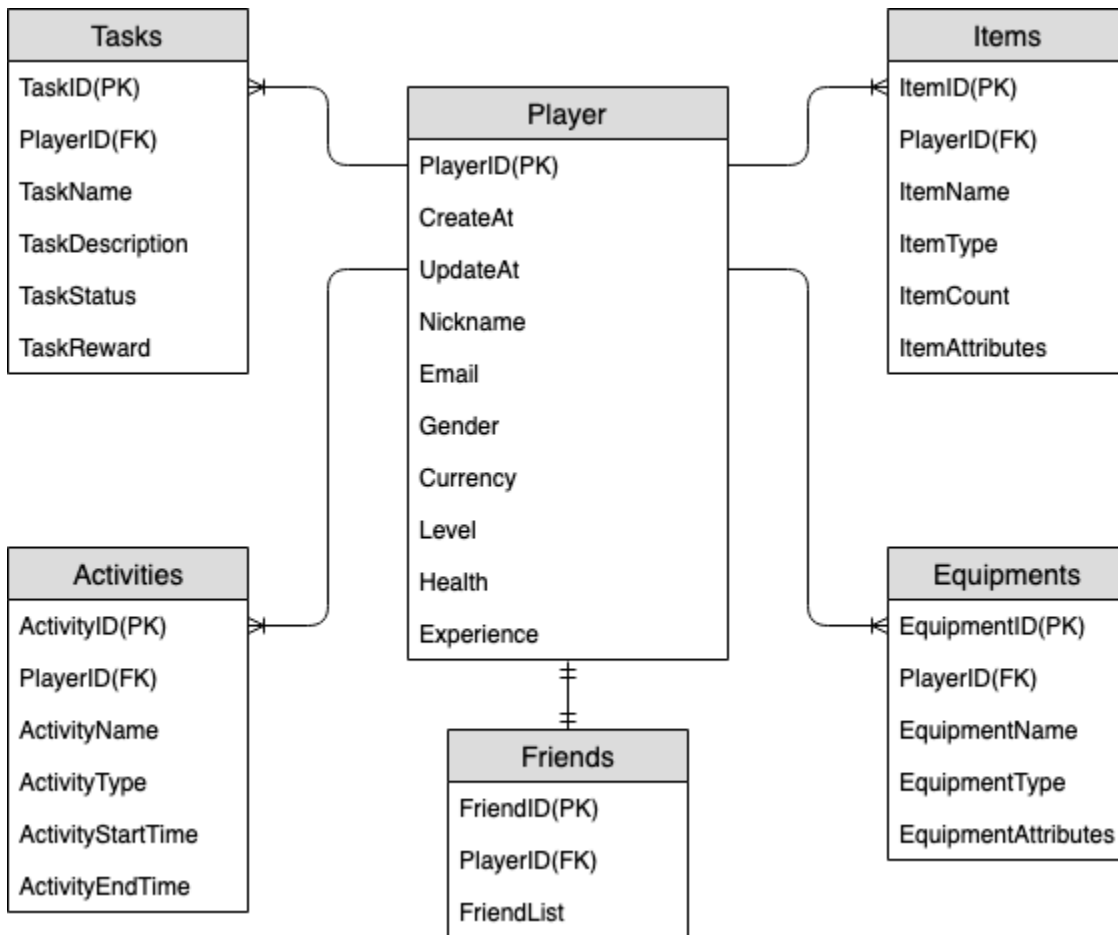 Tasks
TaskID(PK)
PlayerID(FK)
TaskName
TaskDescription
TaskStatus
TaskReward
Player
PlayerID(PK)
CreateAt
UpdateAt
Nickname
Email
Gender
Currency
Level
Health
Experience
Items
ItemID(PK)
PlayerID(FK)
ItemName
ItemType
ItemCount
ItemAttributes
Activities
ActivityID(PK)
PlayerID(FK)
ActivityName
ActivityType
ActivityStartTime
ActivityEndTime
Friends
FriendID(PK)
PlayerID(FK)
FriendList
Equipments
EquipmentID(PK)
PlayerID(FK)
EquipmentName
EquipmentType
EquipmentAttributes